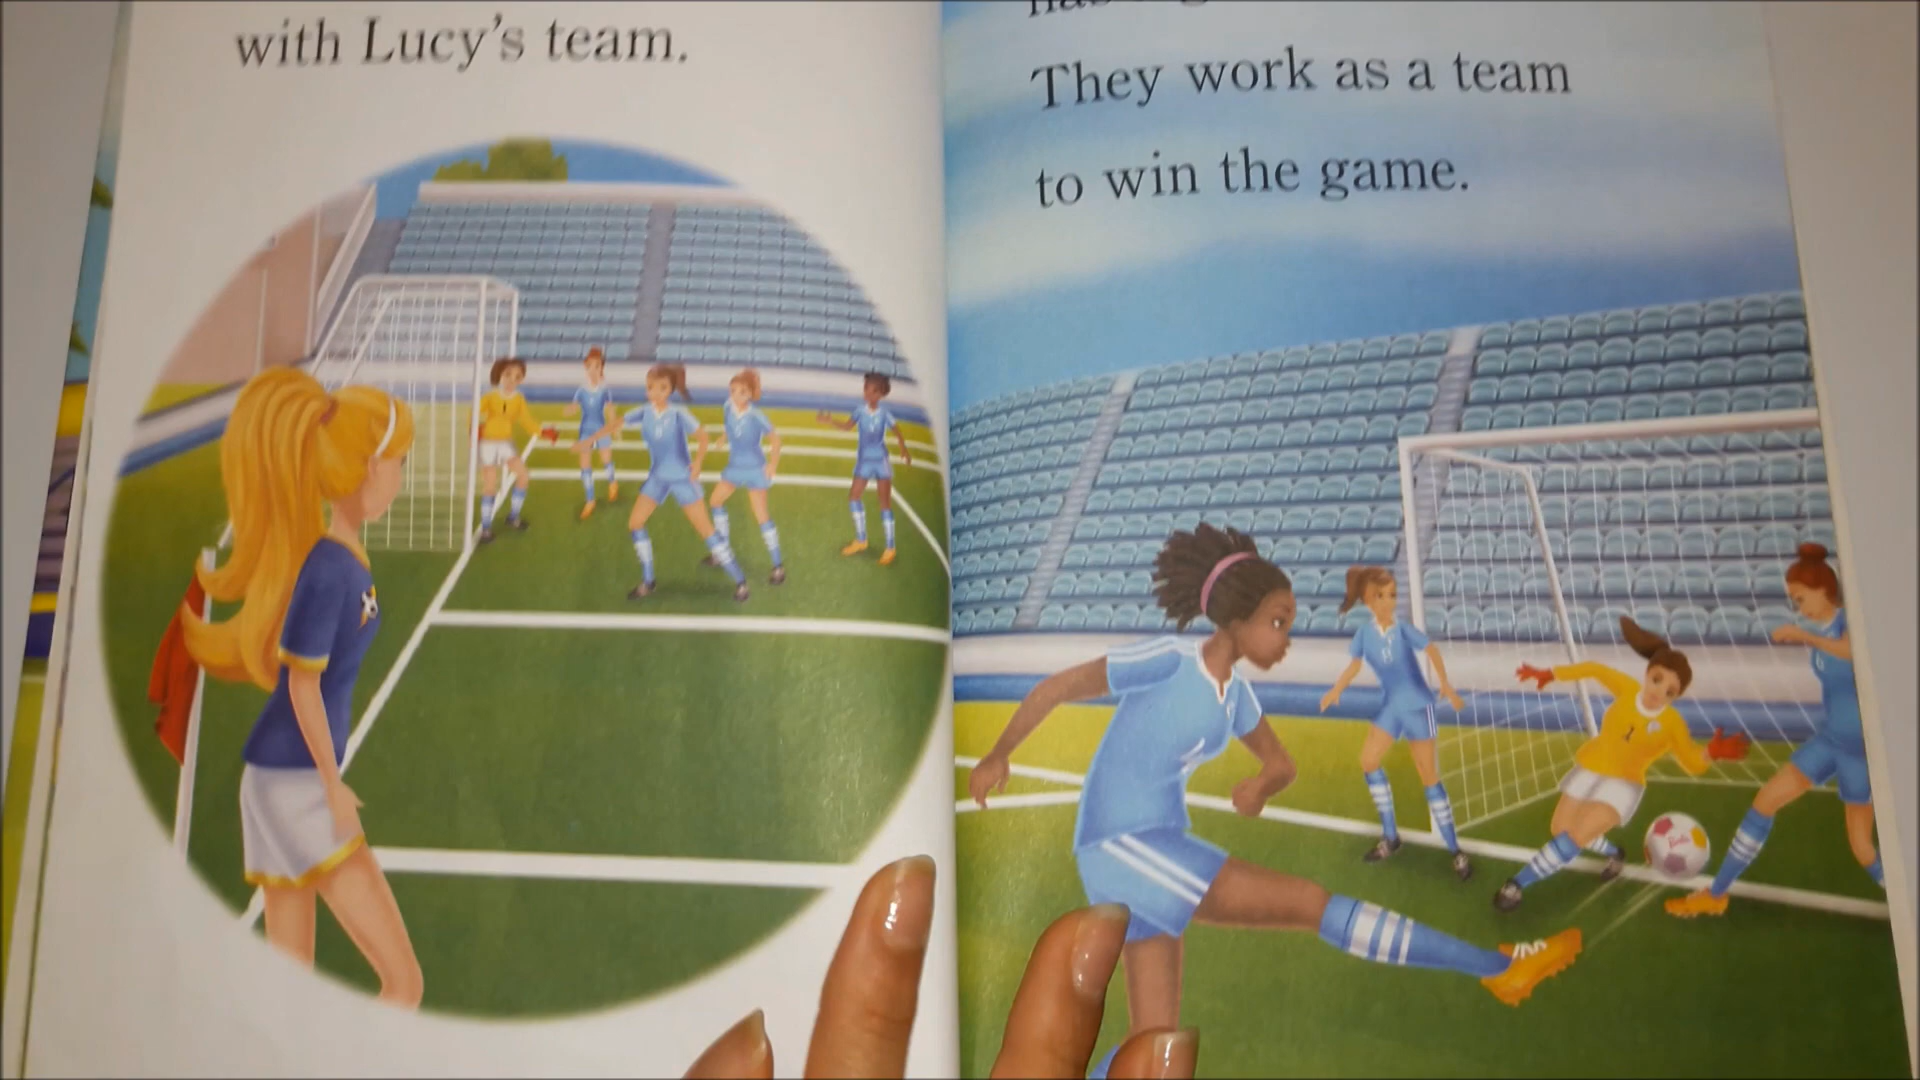 with Lucy's team.
They work as a team
to win the game.